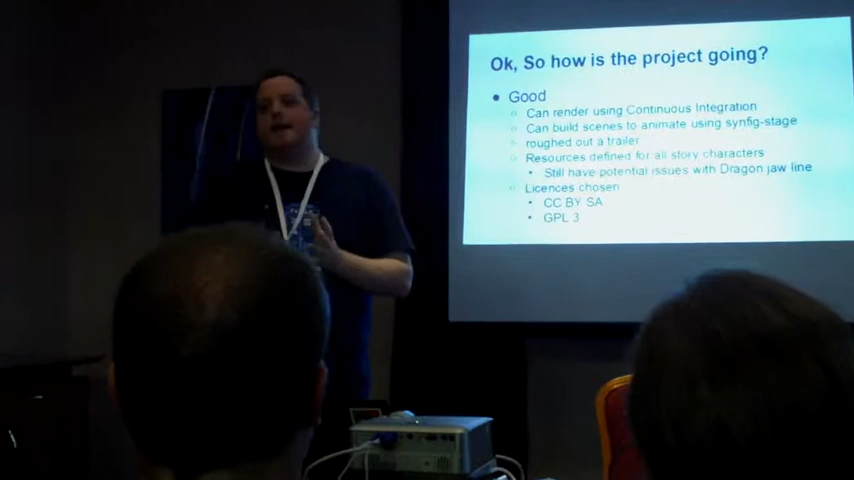 Ok, So how is the project going?
Good
Can render using Continuous Integration
Can build scenes to animate using synfig-stage
roughed out a trailer
Resources defined for all story characters
Still have potential issues with Dragon jaw line
Licences chosen
CC BY SA
GPL 3